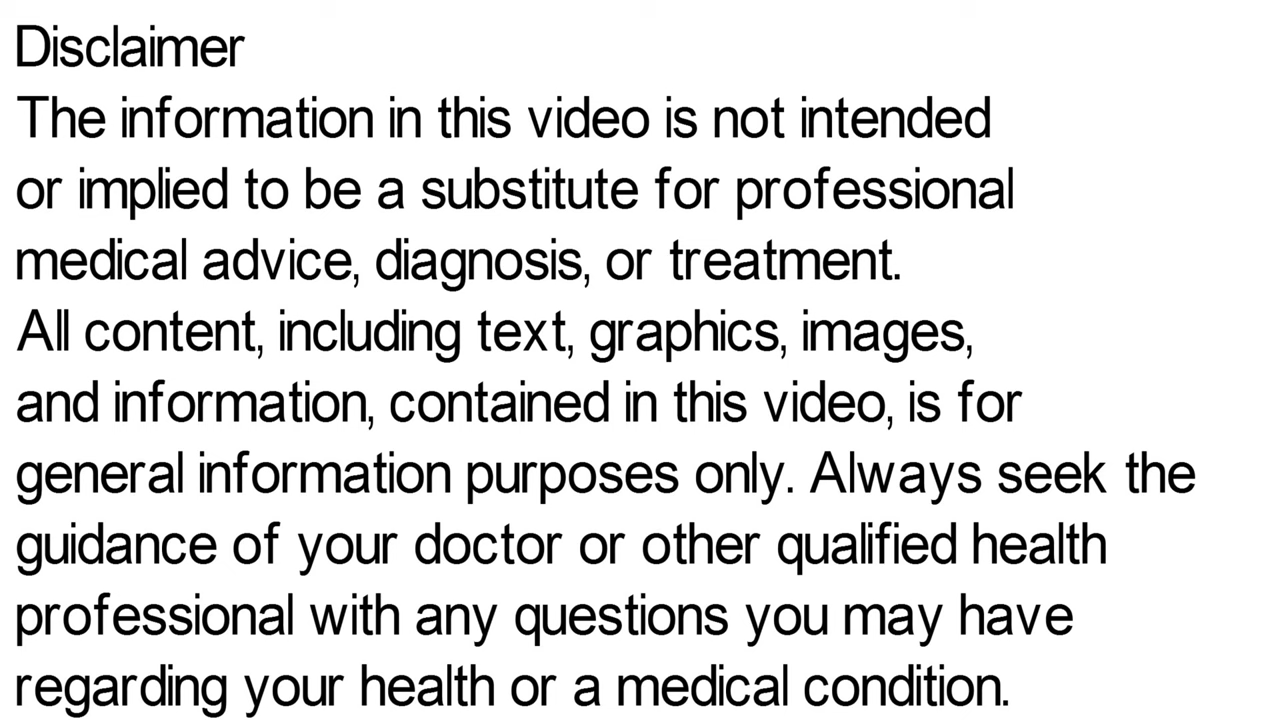 Disclaimer
The information in this video is not intended
or implied to be a substitute for professional
medical advice, diagnosis, or treatment.
All content, including text, graphics, images,
and information, contained in this video, is for
general information purposes only. Always seek the
guidance of your doctor or other qualified health
professional with any questions you may have
regarding your health or a medical condition.